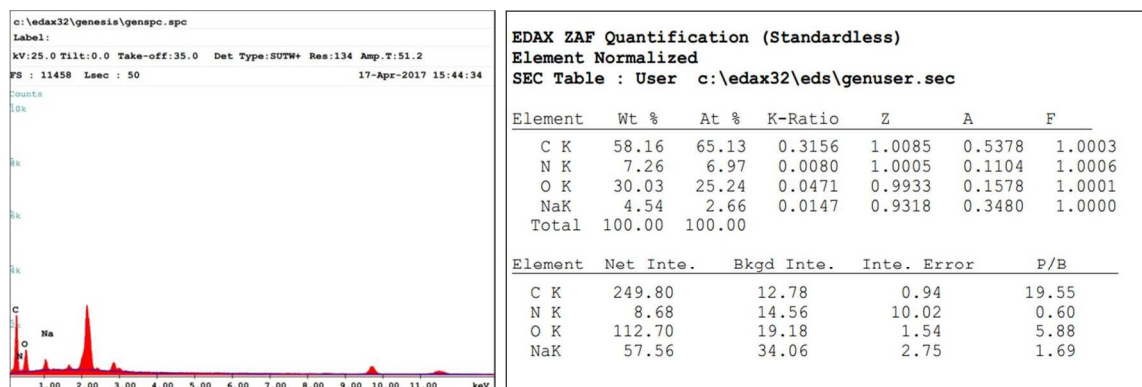 c:\edax32\genesis\genspc.spc
Label:
kV:25.0 Tilt:0.0 Take-off:35.0 Det Type:SUTW+ Res:134 Amp.T:51.2
FS : 11458 Lsec : 50 17-Apr-2017 15:44:34
Counts
10k
8k
6k
4k
C
Na
O
N
1.00 2.00 3.00 4.00 5.00 6.00 7.00 8.00 9.00 10.00 11.00 keV
EDAX ZAF Quantification (Standardless)
Element Normalized
SEC Table : User c:\edax32\eds\genuser.sec
Element Wt % At % K-Ratio Z A F
C K 58.16 65.13 0.3156 1.0085 0.5378 1.0003
N K 7.26 6.97 0.0080 1.0005 0.1104 1.0006
O K 30.03 25.24 0.0471 0.9933 0.1578 1.0001
NaK 4.54 2.66 0.0147 0.9318 0.3480 1.0000
Total 100.00 100.00
Element Net Inte. Bkgd Inte. Inte. Error P/B
C K 249.80 12.78 0.94 19.55
N K 8.68 14.56 10.02 0.60
O K 112.70 19.18 1.54 5.88
NaK 57.56 34.06 2.75 1.69